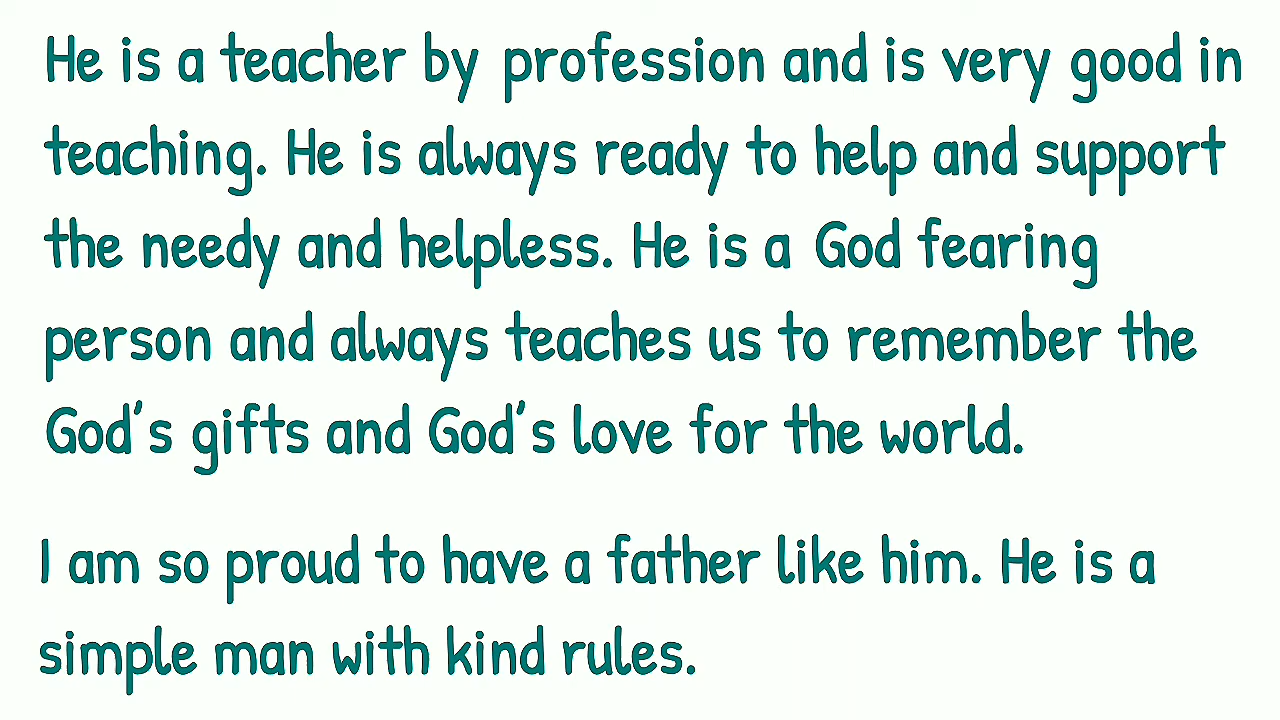 He is a teacher by profession and is very good in
teaching. He is always ready to help and support
the needy and helpless. He is a God fearing
person and always teaches us to remember the
God's gifts and God's love for the world.
I am so proud to have a father like him. He is a
simple man with kind rules.